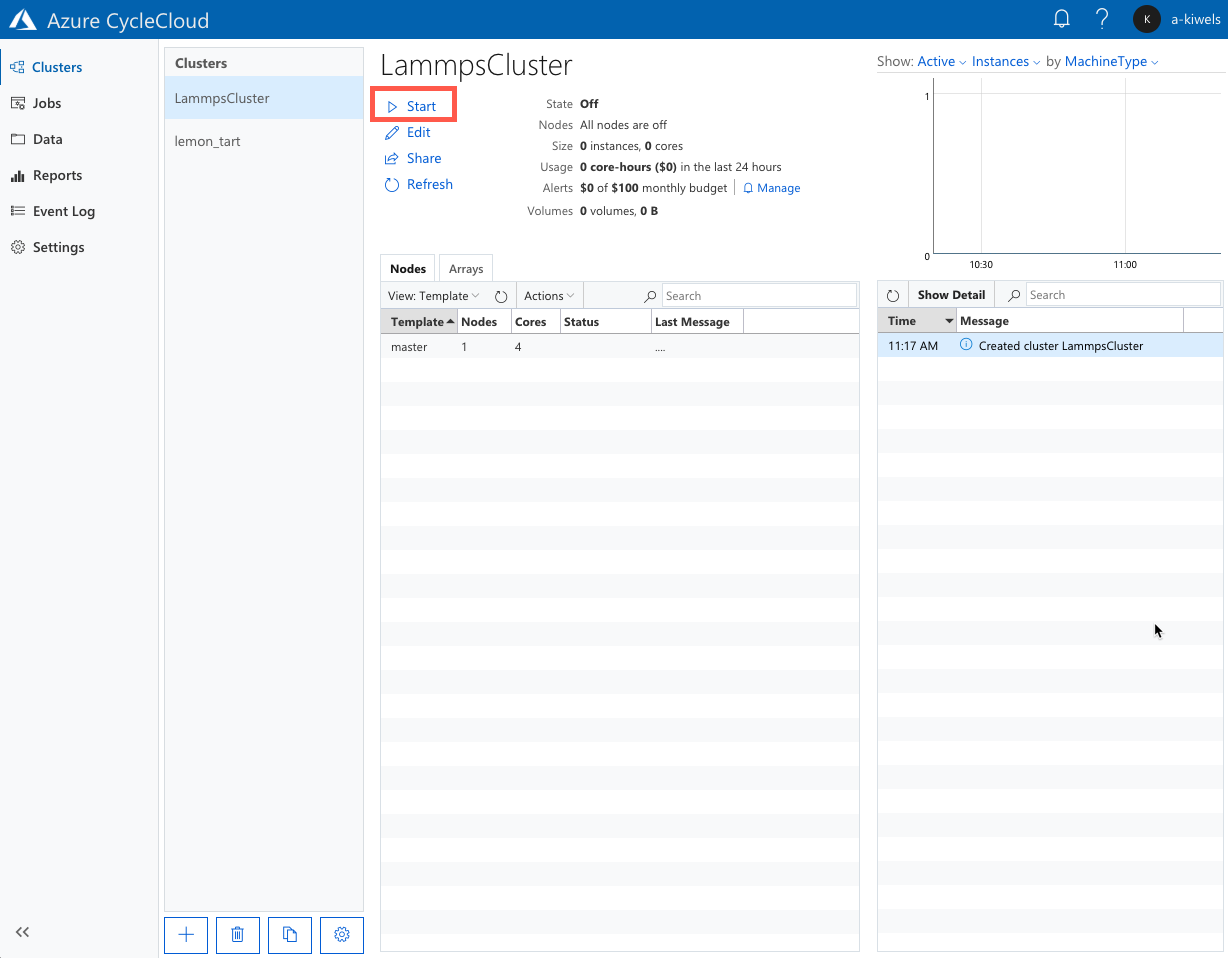 Azure CycleCloud
K
a-kiwels
Clusters
Jobs
Data
Reports
Event Log
Settings
Clusters
LammpsCluster
lemon_tart
LammpsCluster
Start
Edit
Share
Refresh
State Off
Nodes All nodes are off
Size 0 instances, 0 cores
Usage 0 core-hours ($0) in the last 24 hours
Alerts $0 of $100 monthly budget Manage
Volumes 0 volumes, 0 B
Show: Active Instances by MachineType
1
0
10:30 11:00
Nodes Arrays
View: Template Actions Search
Template Nodes Cores Status Last Message
master 1 4 ....
Show Detail Search
Time Message
11:17 AM Created cluster LammpsCluster